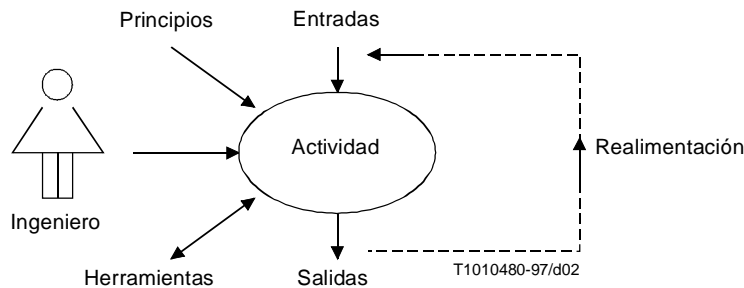 Principios
Entradas
Actividad
Realimentación
Ingeniero
Herramientas
Salidas
T1010480-97/d02